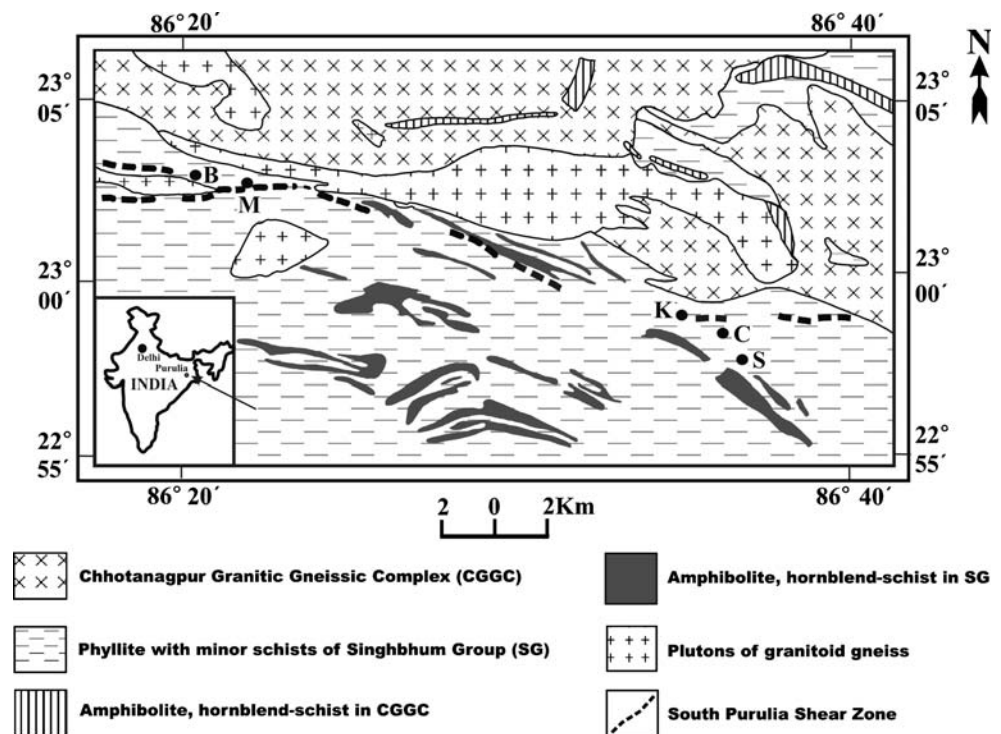 86° 20′ 86° 40′
N
23°
05′
23°
05′
B
M
23°
00′
23°
00′
K
C
S
Delhi
Purulia
INDIA
22°
55′
22°
55′
86° 20′ 86° 40′
2 0 2Km
Chhotanagpur Granitic Gneissic Complex (CGGC)
Amphibolite, hornblend-schist in SG
Phyllite with minor schists of Singhbhum Group (SG)
Plutons of granitoid gneiss
Amphibolite, hornblend-schist in CGGC
South Purulia Shear Zone